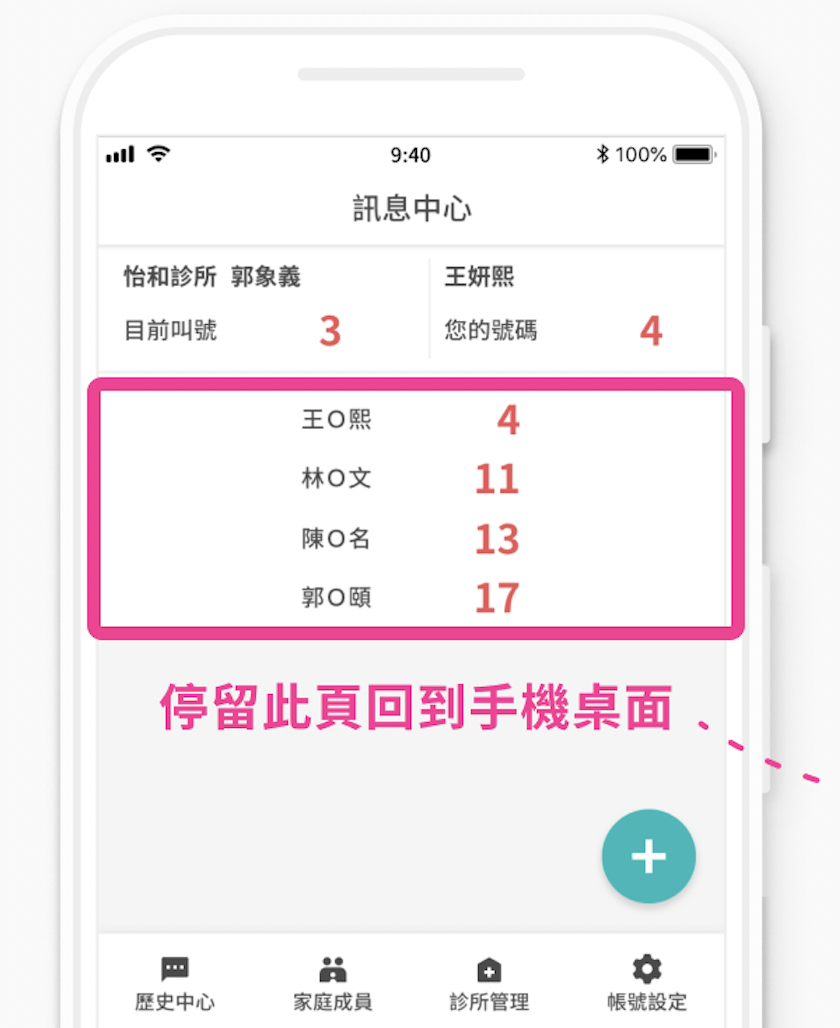 9:40 100%
訊息中心
怡和診所 郭象義 王妍熙
目前叫號 3 您的號碼 4
王O熙 4
林O文 11
陳O名 13
郭O頤 17
停留此頁回到手機桌面
+
歷史中心 家庭成員 診所管理 帳號設定